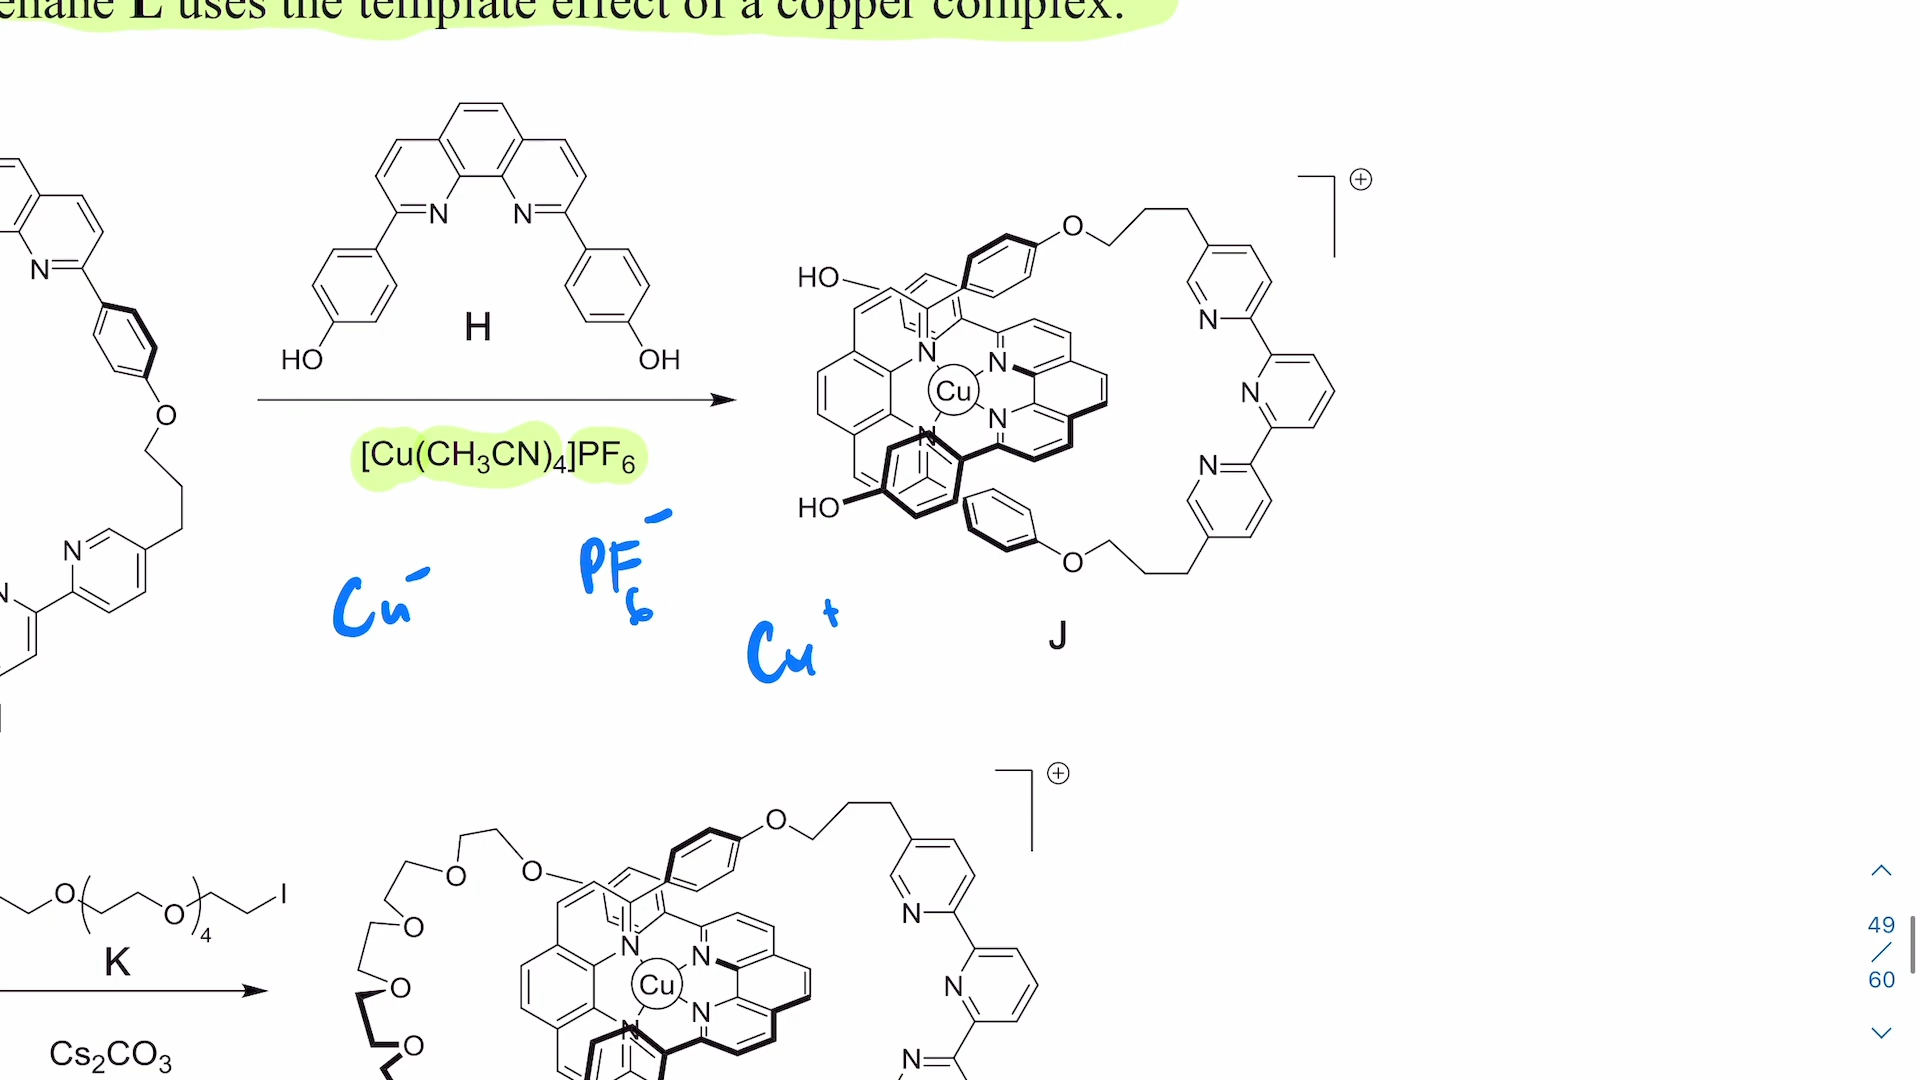 enane L uses the template effect of a copper complex.
N
N
N
HO
H
OH
O
[Cu(CH3CN)4]PF6
N
N
HO
O
N
N
N
Cu
N
N
N
N
HO
O
Cu-
PF6-
Cu+
J
O
O
O
O
O
O
O
I
4
K
Cs2CO3
N
N
N
Cu
N
N
N
N
49
/
60